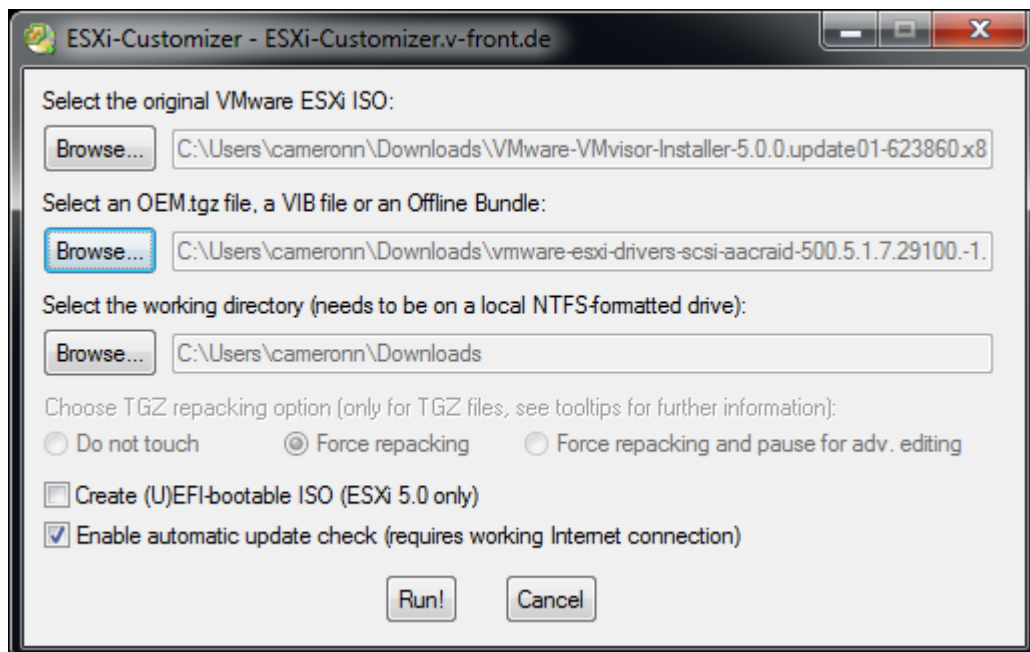 ESXi-Customizer - ESXi-Customizer.v-front.de
Select the original VMware ESXi ISO:
Browse... C:\Users\cameronn\Downloads\VMware-VMvisor-Installer-5.0.0.update01-623860.x8
Select an OEM.tgz file, a VIB file or an Offline Bundle:
Browse... C:\Users\cameronn\Downloads\vmware-esxi-drivers-scsi-aacraid-500.5.1.7.29100.-1.
Select the working directory (needs to be on a local NTFS-formatted drive):
Browse... C:\Users\cameronn\Downloads
Choose TGZ repacking option (only for TGZ files, see tooltips for further information):
Do not touch Force repacking Force repacking and pause for adv. editing
Create (U)EFI-bootable ISO (ESXi 5.0 only)
Enable automatic update check (requires working Internet connection)
Run! Cancel